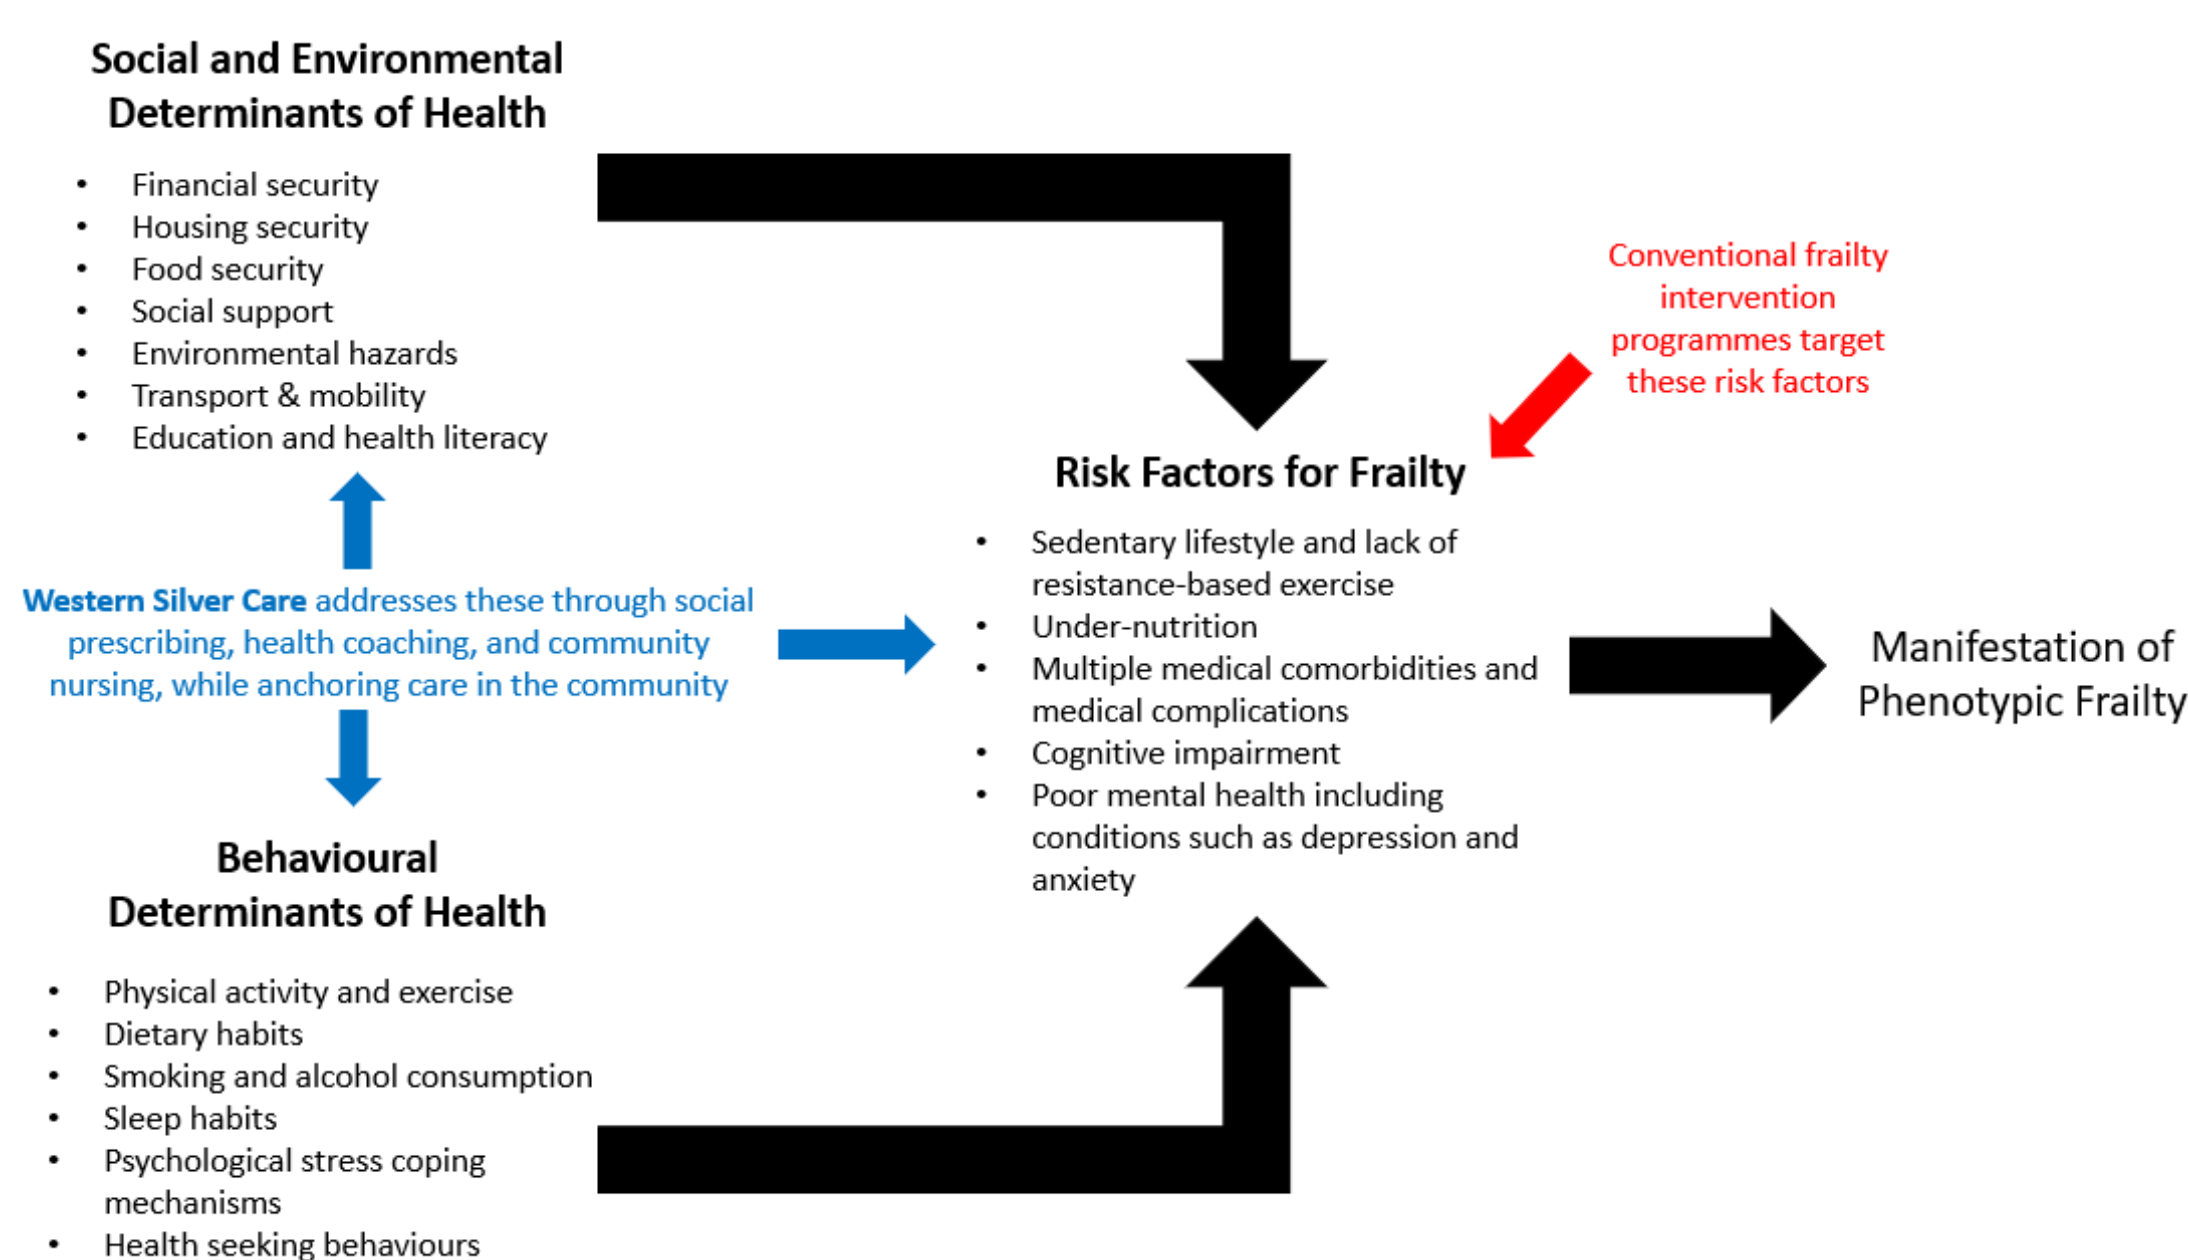 Social and Environmental
Determinants of Health
• Financial security
• Housing security
• Food security
• Social support
• Environmental hazards
• Transport & mobility
• Education and health literacy
Western Silver Care addresses these through social
prescribing, health coaching, and community
nursing, while anchoring care in the community
Behavioural
Determinants of Health
• Physical activity and exercise
• Dietary habits
• Smoking and alcohol consumption
• Sleep habits
• Psychological stress coping
mechanisms
• Health seeking behaviours
Conventional frailty
intervention
programmes target
these risk factors
Risk Factors for Frailty
• Sedentary lifestyle and lack of
resistance-based exercise
• Under-nutrition
• Multiple medical comorbidities and
medical complications
• Cognitive impairment
• Poor mental health including
conditions such as depression and
anxiety
Manifestation of
Phenotypic Frailty